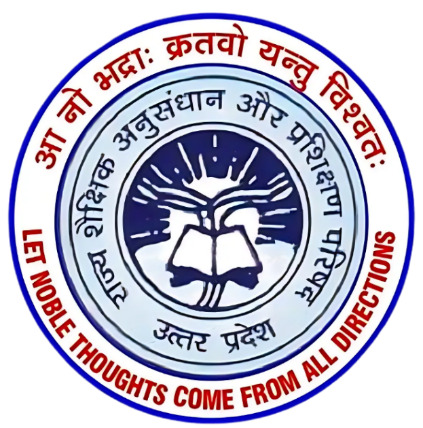 आ नो भद्राः क्रतवो यन्तु विश्वतः
राज्य शैक्षिक अनुसंधान और प्रशिक्षण परिषद
उत्तर प्रदेश
LET NOBLE THOUGHTS COME FROM ALL DIRECTIONS